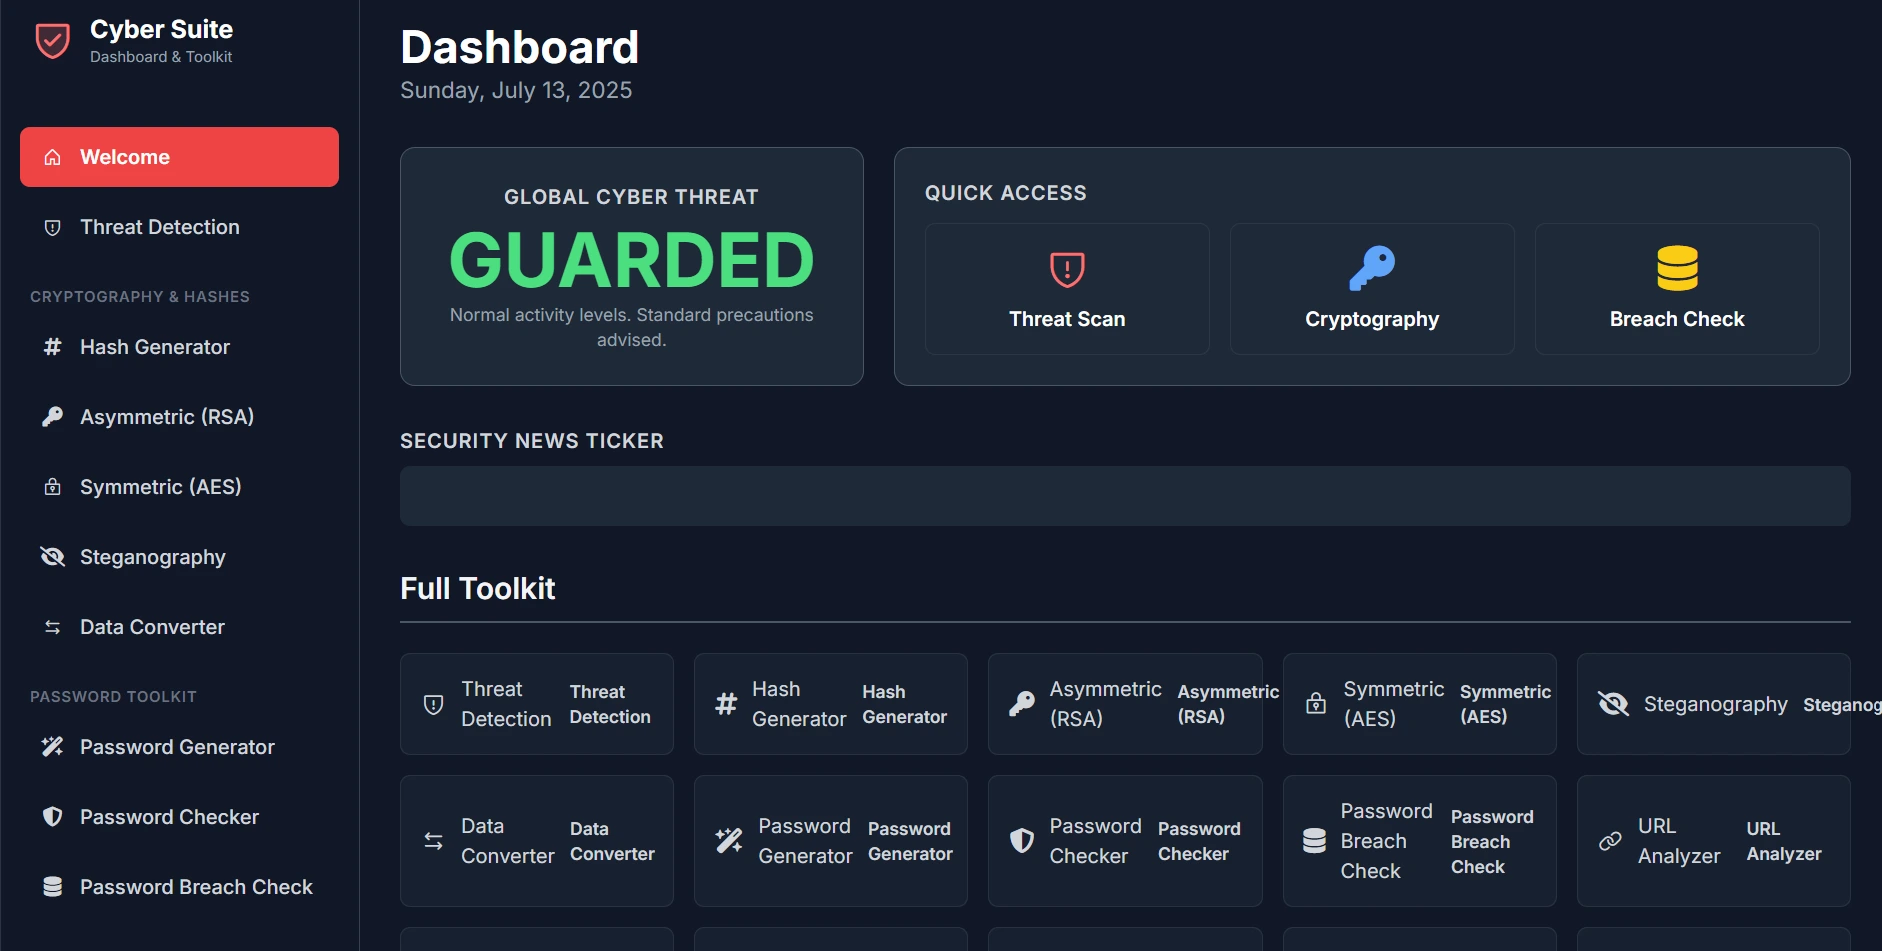 Cyber Suite
Dashboard & Toolkit
Welcome
Threat Detection
CRYPTOGRAPHY & HASHES
Hash Generator
Asymmetric (RSA)
Symmetric (AES)
Steganography
Data Converter
PASSWORD TOOLKIT
Password Generator
Password Checker
Password Breach Check
Dashboard
Sunday, July 13, 2025
GLOBAL CYBER THREAT
GUARDED
Normal activity levels. Standard precautions
advised.
QUICK ACCESS
Threat Scan
Cryptography
Breach Check
SECURITY NEWS TICKER
Full Toolkit
Threat
Detection
Threat
Detection
Hash
Generator
Hash
Generator
Asymmetric
(RSA)
Asymmetric
(RSA)
Symmetric
(AES)
Symmetric
(AES)
Steganography
Steganog
Data
Converter
Data
Converter
Password
Generator
Password
Generator
Password
Checker
Password
Checker
Password
Breach
Check
Password
Breach
Check
URL
Analyzer
URL
Analyzer